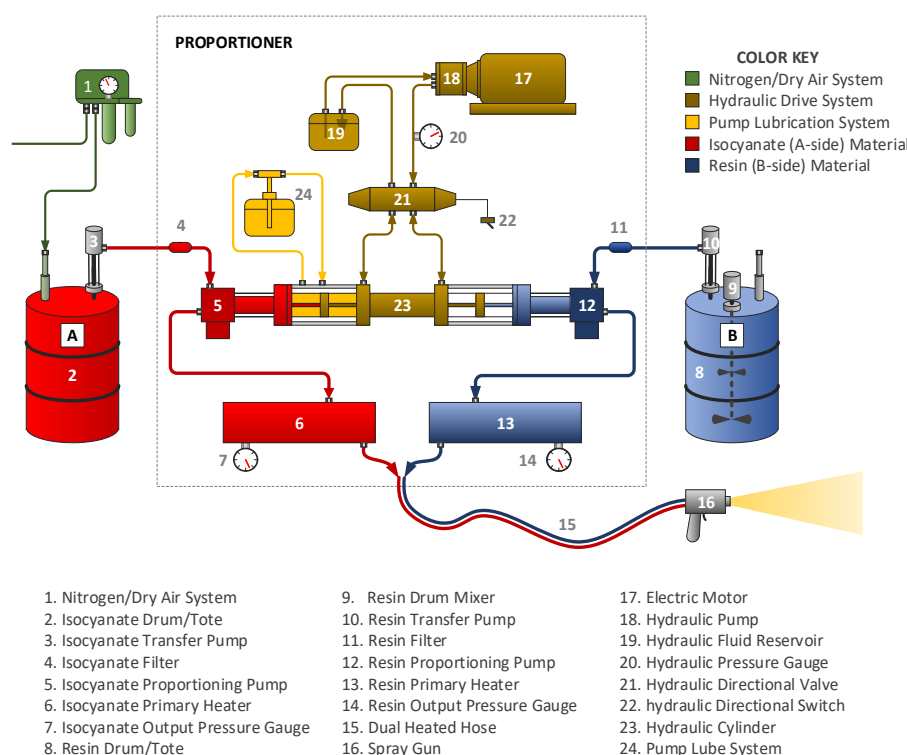 PROPORTIONER
COLOR KEY
Nitrogen/Dry Air System
Hydraulic Drive System
Pump Lubrication System
Isocyanate (A-side) Material
Resin (B-side) Material
1
18
17
19
20
24
21
22
4
11
3
10
9
5
23
12
A
B
2
8
6
13
7
14
16
15
1. Nitrogen/Dry Air System
2. Isocyanate Drum/Tote
3. Isocyanate Transfer Pump
4. Isocyanate Filter
5. Isocyanate Proportioning Pump
6. Isocyanate Primary Heater
7. Isocyanate Output Pressure Gauge
8. Resin Drum/Tote
9. Resin Drum Mixer
10. Resin Transfer Pump
11. Resin Filter
12. Resin Proportioning Pump
13. Resin Primary Heater
14. Resin Output Pressure Gauge
15. Dual Heated Hose
16. Spray Gun
17. Electric Motor
18. Hydraulic Pump
19. Hydraulic Fluid Reservoir
20. Hydraulic Pressure Gauge
21. Hydraulic Directional Valve
22. hydraulic Directional Switch
23. Hydraulic Cylinder
24. Pump Lube System